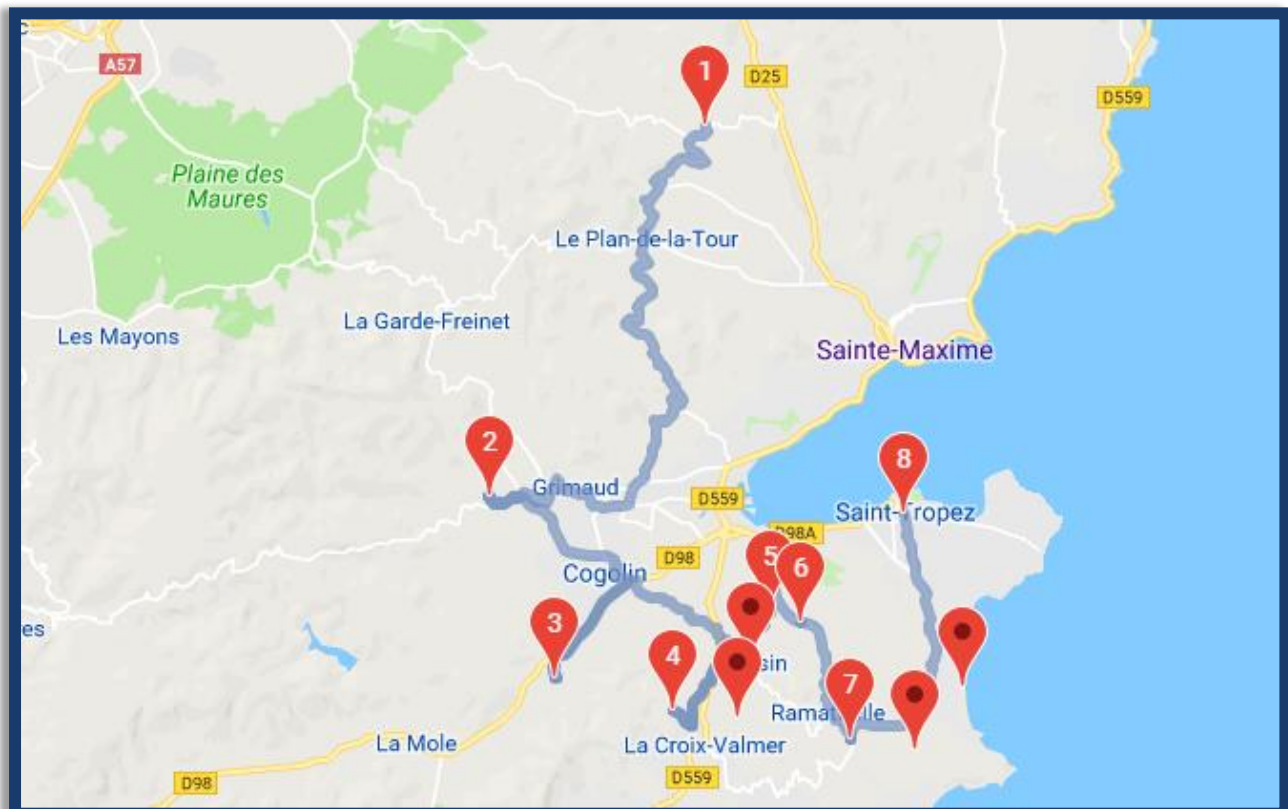 c
A57
1
D25
D559
Plaine des
Maures
Le Plan-de-la-Tour
La Garde-Freinet
Les Mayons
Sainte-Maxime
2
8
Grimaud
D559
Saint-Tropez
D98A
D98
5
6
Cogolin
es
3
4
sin
7
Ramatuelle
La Mole
La Croix-Valmer
D98
D559